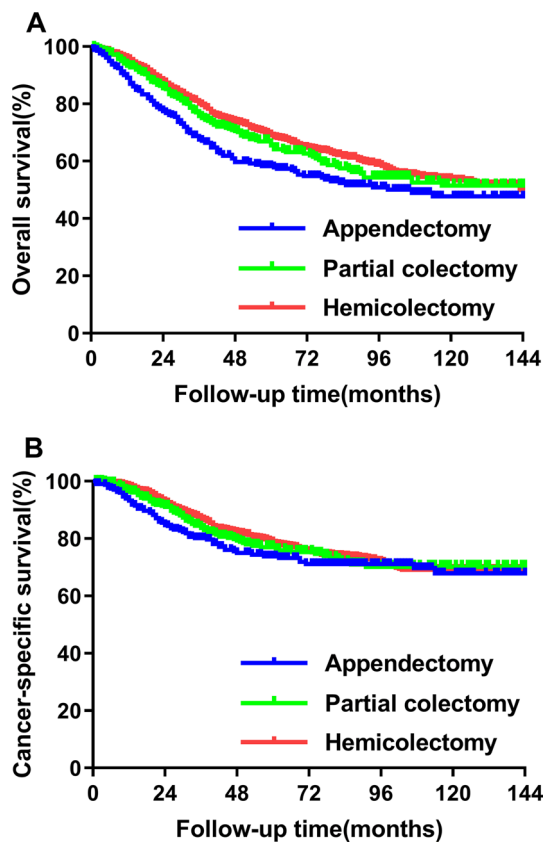 A
Overall survival(%)
100
80
60
40
20
0
Appendectomy
Partial colectomy
Hemicolectomy
0 24 48 72 96 120 144
Follow-up time(months)
B
Cancer-specific survival(%)
100
80
60
40
20
0
Appendectomy
Partial colectomy
Hemicolectomy
0 24 48 72 96 120 144
Follow-up time(months)